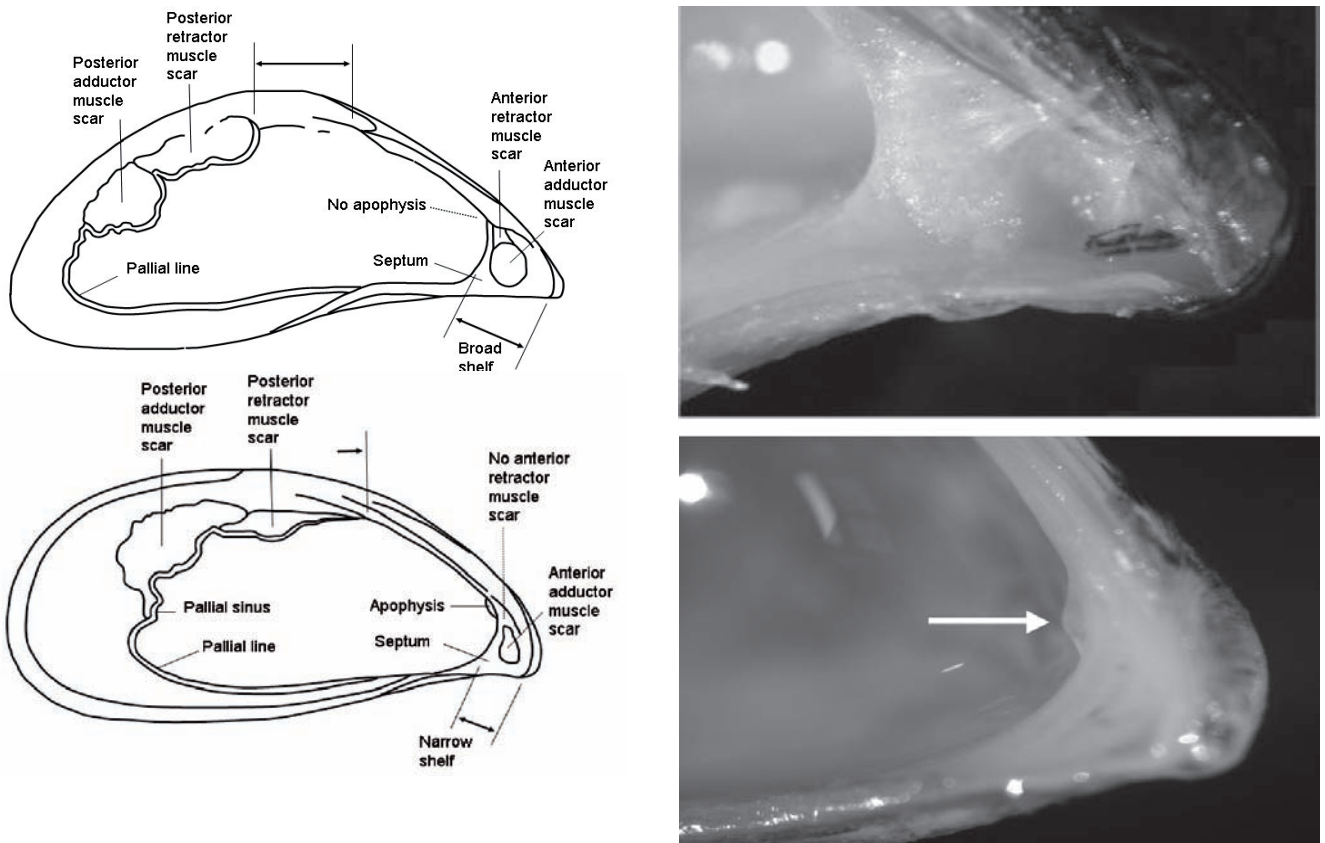 Posterior
retractor
muscle
scar
Posterior
adductor
muscle
scar
Anterior
retractor
muscle
scar
Anterior
adductor
muscle
scar
No apophysis
Septum
Pallial line
Broad
shelf
Posterior
retractor
muscle
scar
Posterior
adductor
muscle
scar
No anterior
retractor
muscle
scar
Anterior
adductor
muscle
scar
Apophysis
Pallial sinus
Septum
Pallial line
Narrow
shelf